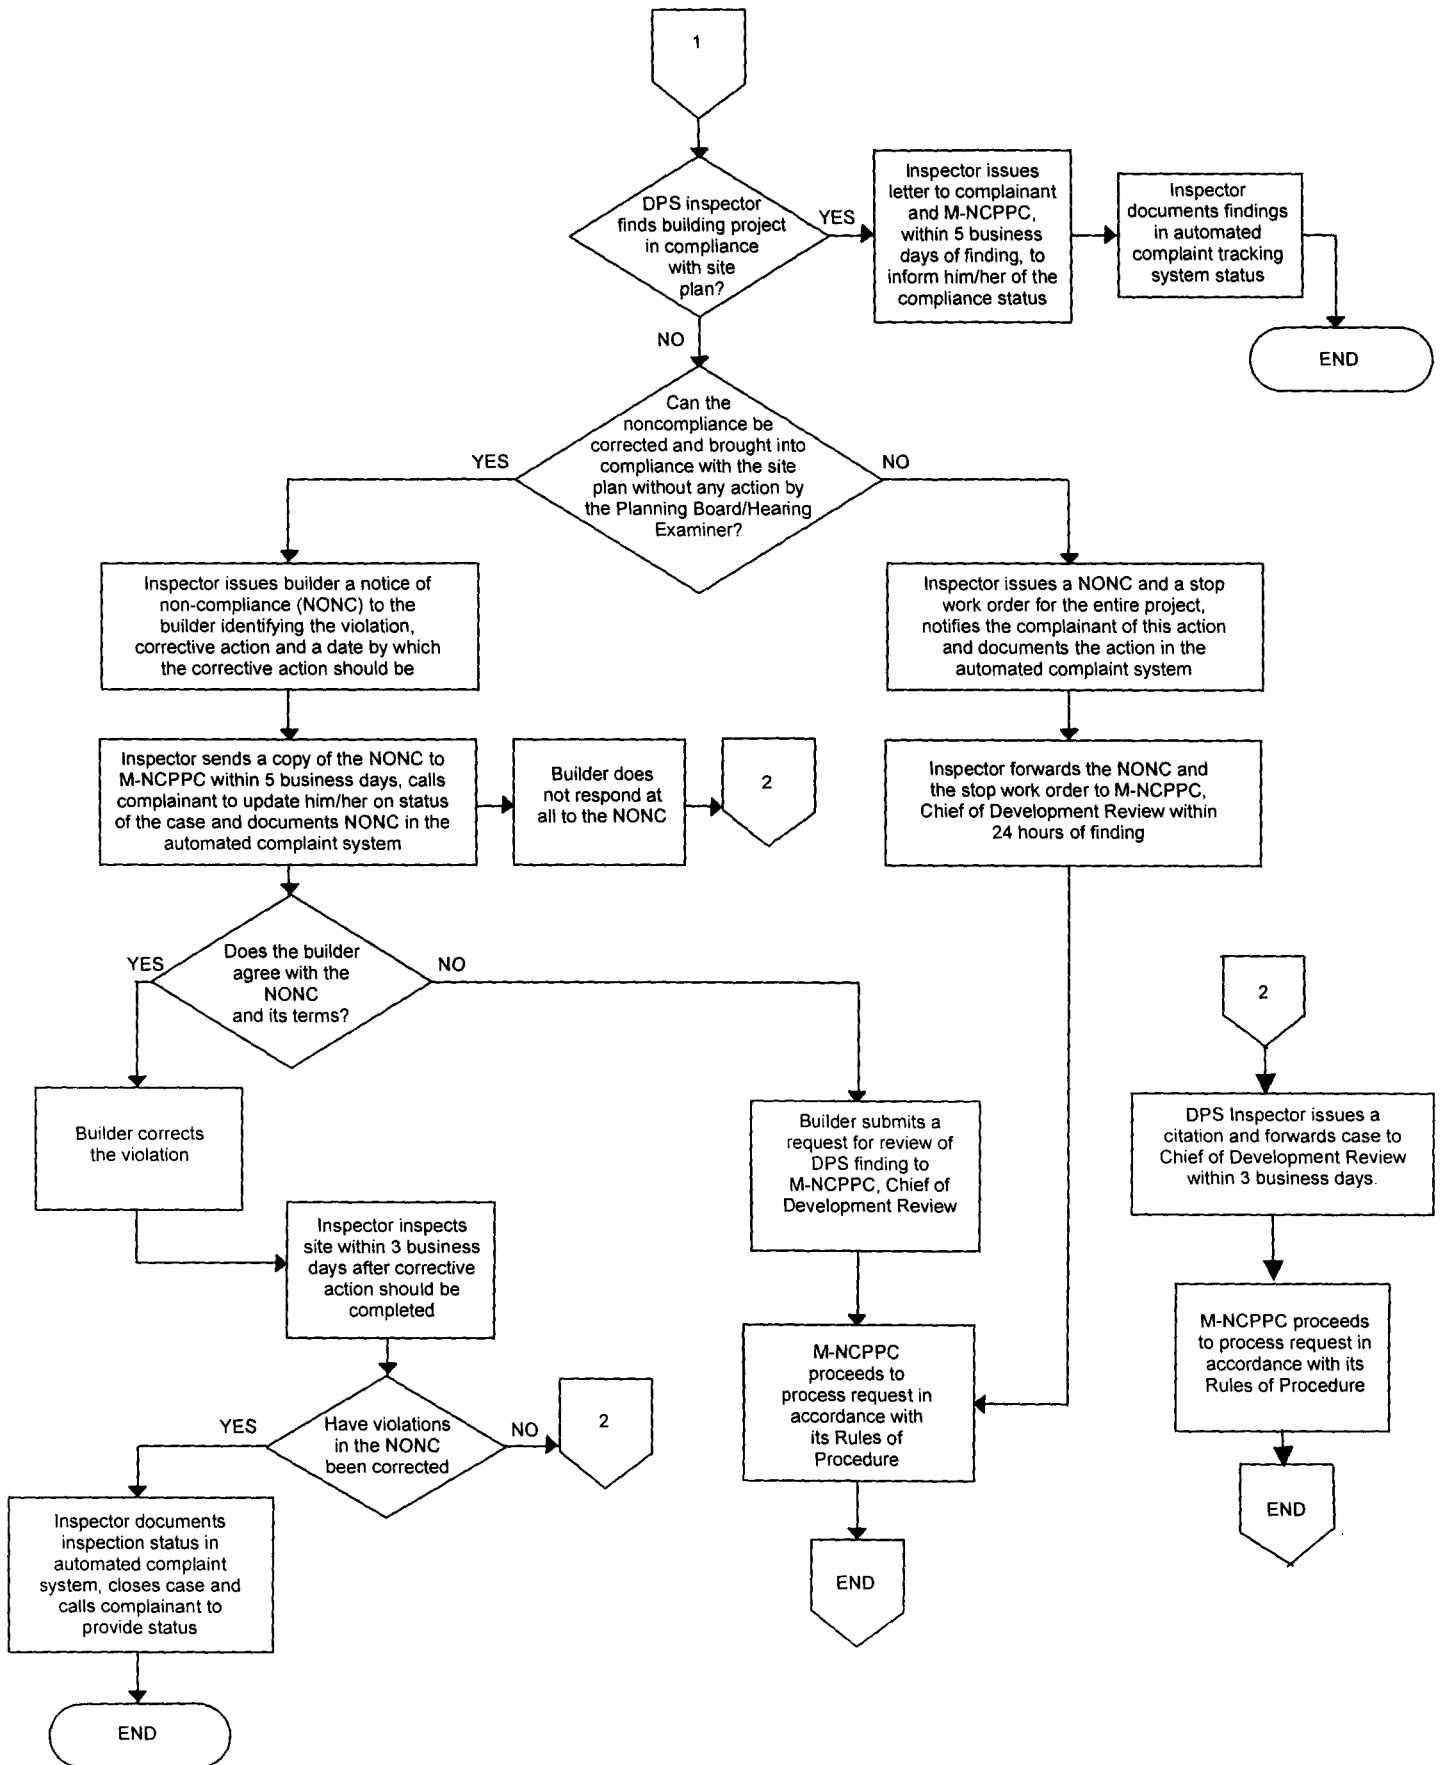 1
DPS inspector
finds building project
in compliance
with site
plan?
YES
Inspector issues
letter to complainant
and M-NCPPC,
within 5 business
days of finding, to
inform him/her of the
compliance status
Inspector
documents findings
in automated
complaint tracking
system status
END
NO
Can the
noncompliance be
corrected and brought into
compliance with the site
plan without any action by
the Planning Board/Hearing
Examiner?
YES
NO
Inspector issues builder a notice of
non-compliance (NONC) to the
builder identifying the violation,
corrective action and a date by which
the corrective action should be
Inspector issues a NONC and a stop
work order for the entire project,
notifies the complainant of this action
and documents the action in the
automated complaint system
Inspector sends a copy of the NONC to
M-NCPPC within 5 business days, calls
complainant to update him/her on status
of the case and documents NONC in the
automated complaint system
Builder does
not respond at
all to the NONC
2
Inspector forwards the NONC and
the stop work order to M-NCPPC,
Chief of Development Review within
24 hours of finding
Does the builder
agree with the
NONC
and its terms?
YES
NO
2
Builder corrects
the violation
Builder submits a
request for review of
DPS finding to
M-NCPPC, Chief of
Development Review
DPS Inspector issues a
citation and forwards case to
Chief of Development Review
within 3 business days.
Inspector inspects
site within 3 business
days after corrective
action should be
completed
M-NCPPC
proceeds to
process request in
accordance with
its Rules of
Procedure
M-NCPPC proceeds
to process request in
accordance with its
Rules of Procedure
Have violations
in the NONC
been corrected
YES
NO
2
END
Inspector documents
inspection status in
automated complaint
system, closes case and
calls complainant to
provide status
END
END